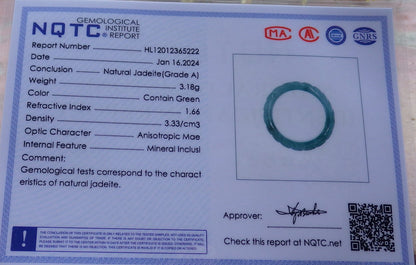 NQTC GEMOLOGICAL INSTITUTE REPORT
MA
GNRS
Report Number HL12012365222
Date Jan 16,2024
Conclusion Natural Jadeite(Grade A)
Weight 3.18g
Color Contain Green
Refractive Index 1.66
Density 3.33/cm3
Optic Character Anisotropic Mae
Internal Feature Mineral Inclusi
Comment:
Gemological tests correspond to the charact
eristics of natural jadeite.
Approver:
Check this report at NQTC.net